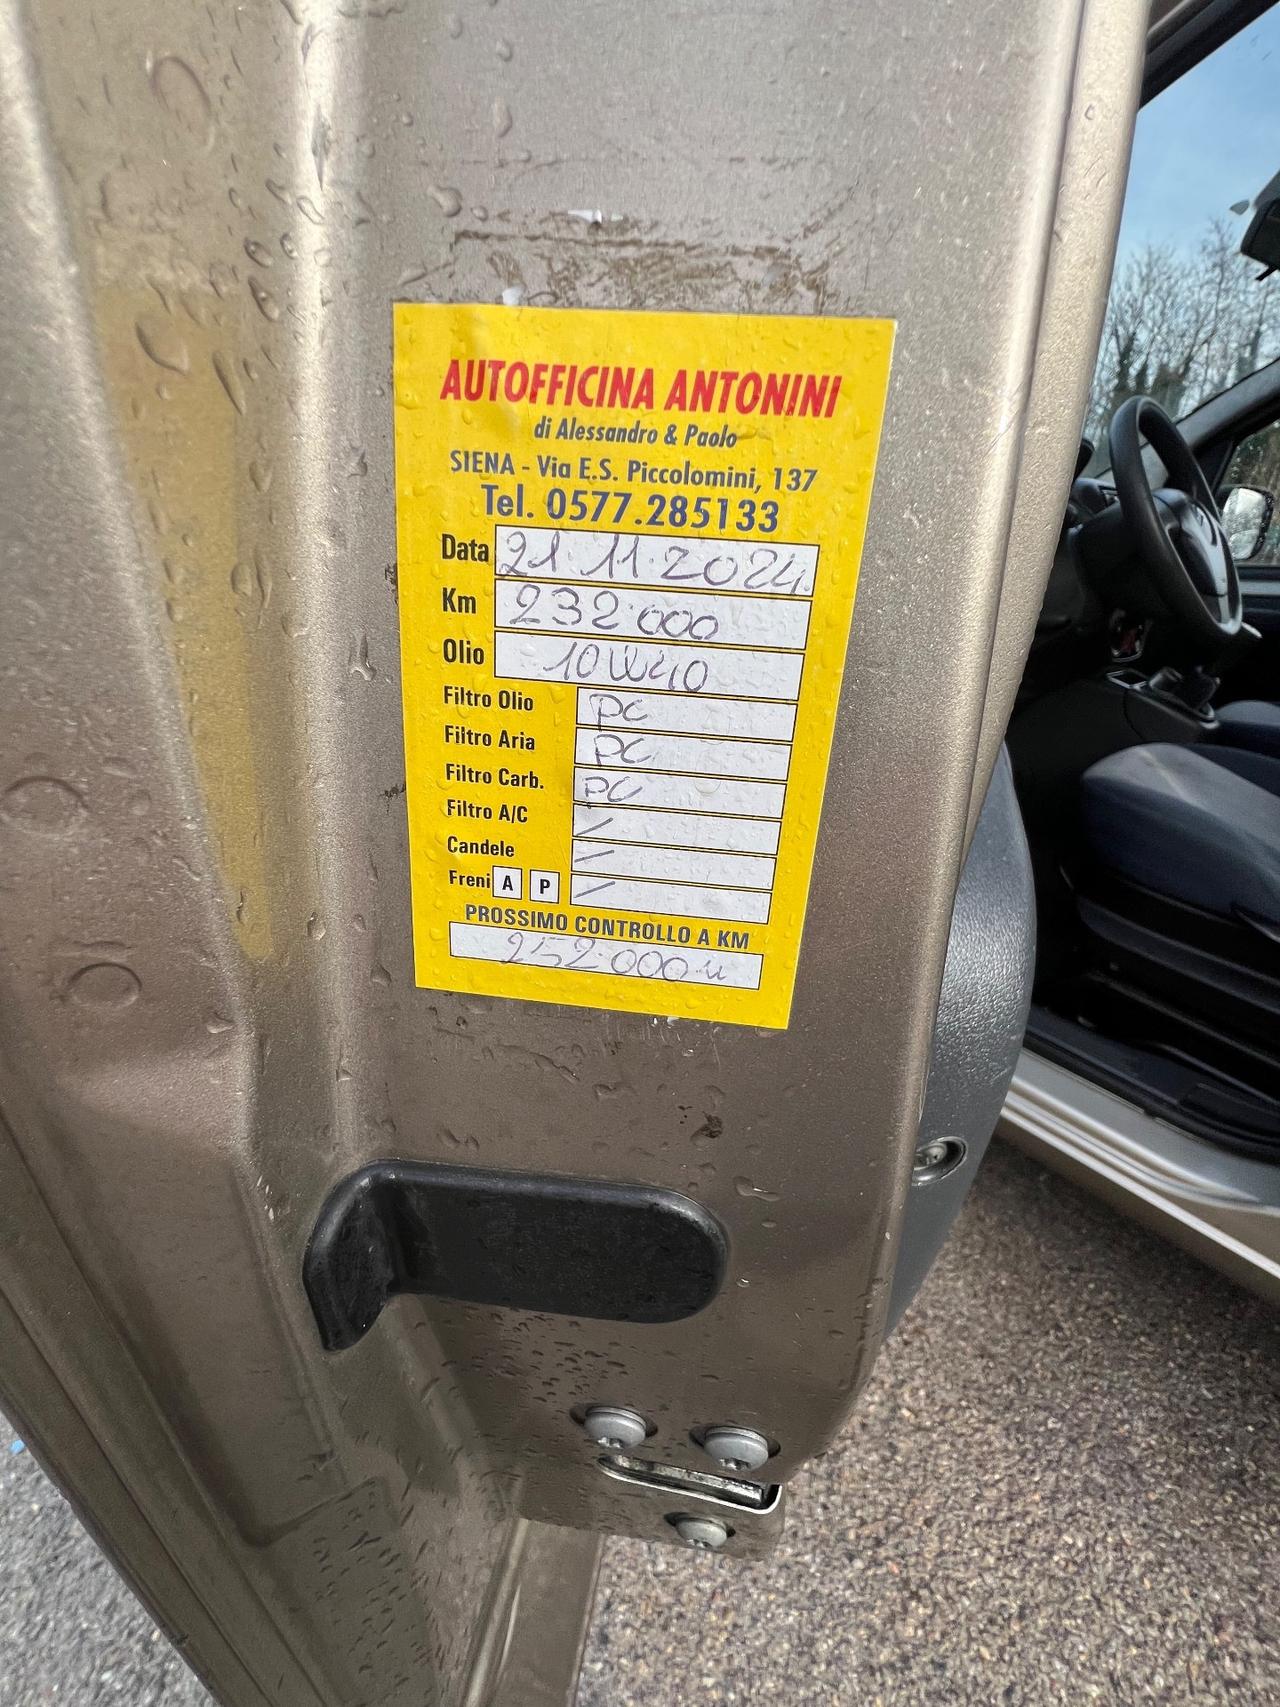 AUTOFFICINA ANTONINI
di Alessandro & Paolo
SIENA - Via E.S. Piccolomini, 137
Tel. 0577.285133
Data 21 11.2024.
Km 232.000
Olio 10W40
Filtro Olio PC
Filtro Aria PC
Filtro Carb. PC
Filtro A/C /
Candele /
Freni A P /
PROSSIMO CONTROLLO A KM
252.000